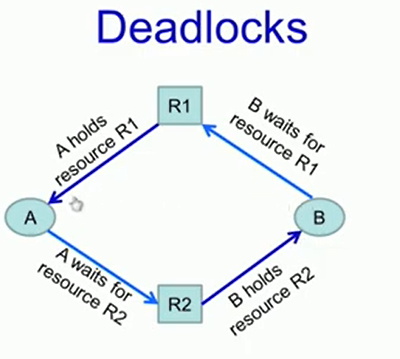 Deadlocks
R1
A holds
resource R1
B waits for
resource R1
A
B
A waits for
resource R2
R2
B holds
resource R2